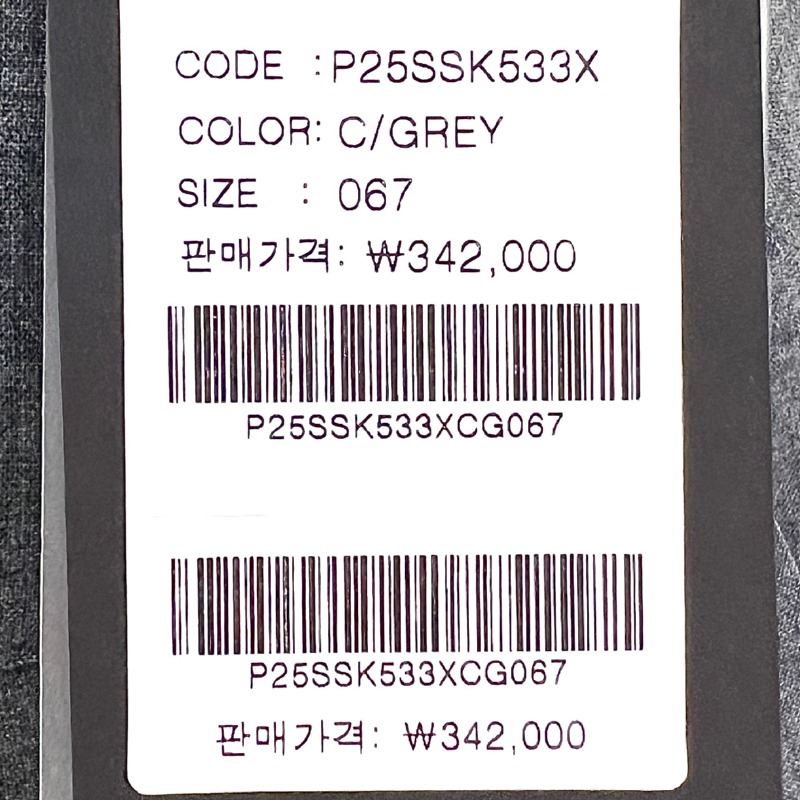 CODE : P25SSK533X
COLOR: C/GREY
SIZE : 067
판매가격: ₩342,000
P25SSK533XCG067
P25SSK533XCG067
판매가격: ₩342,000